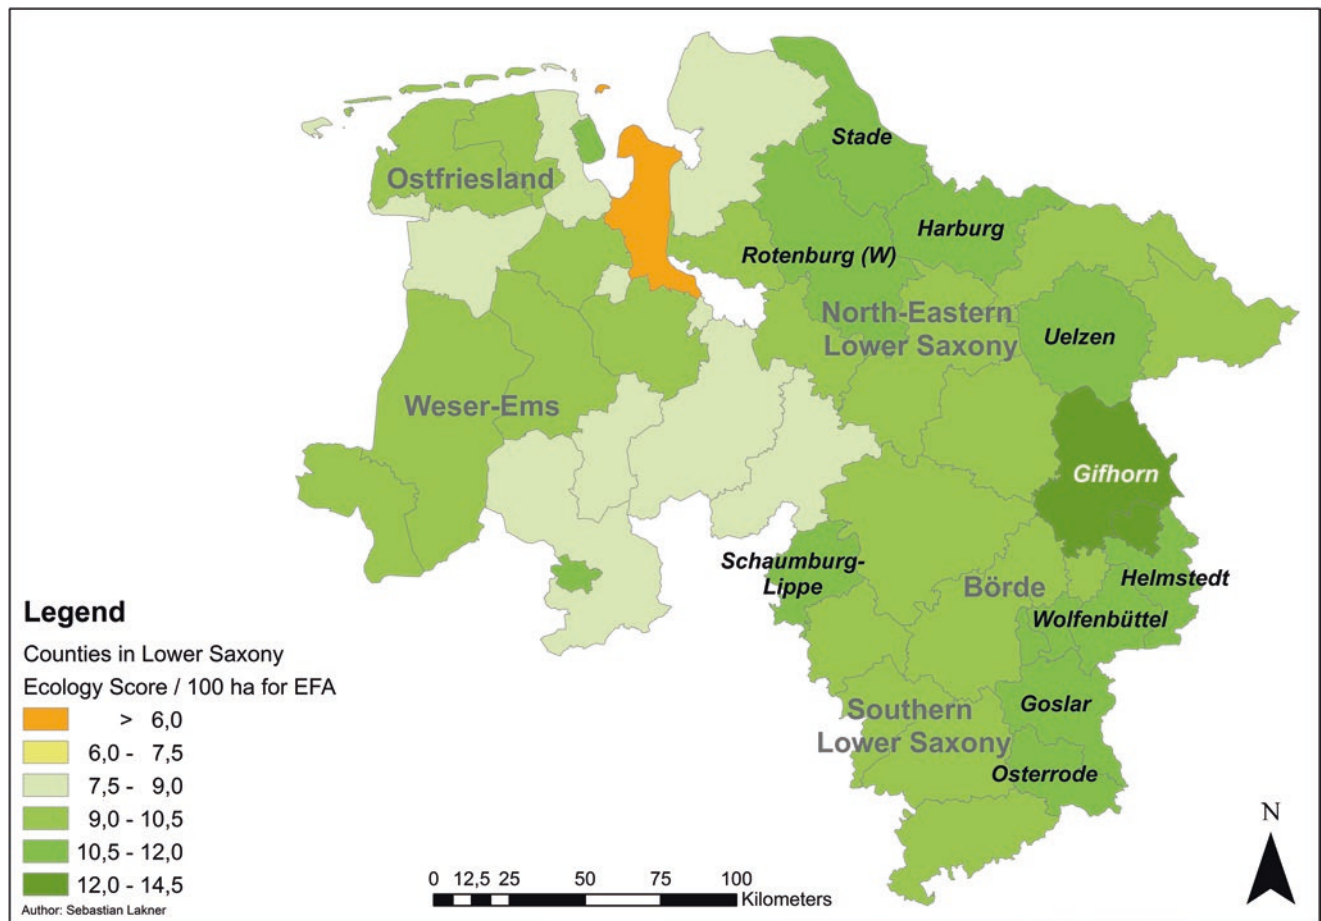 Stade
Ostfriesland
Harburg
Rotenburg (W)
North-Eastern
Lower Saxony
Uelzen
Weser-Ems
Gifhorn
Schaumburg-
Lippe
Börde
Helmstedt
Wolfenbüttel
Southern
Lower Saxony
Goslar
Osterrode
Legend
Counties in Lower Saxony
Ecology Score / 100 ha for EFA
> 6,0
6,0 - 7,5
7,5 - 9,0
9,0 - 10,5
10,5 - 12,0
12,0 - 14,5
Author: Sebastian Lakner
0 12,5 25 50 75 100
Kilometers
N